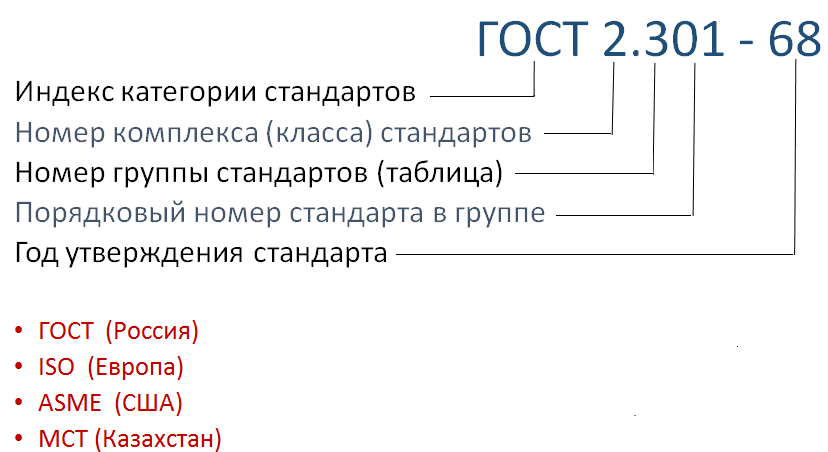 ГОСТ 2.301 - 68
Индекс категории стандартов
Номер комплекса (класса) стандартов
Номер группы стандартов (таблица)
Порядковый номер стандарта в группе
Год утверждения стандарта
• ГОСТ (Россия)
• ISO (Европа)
• ASME (США)
• МСТ (Казахстан)